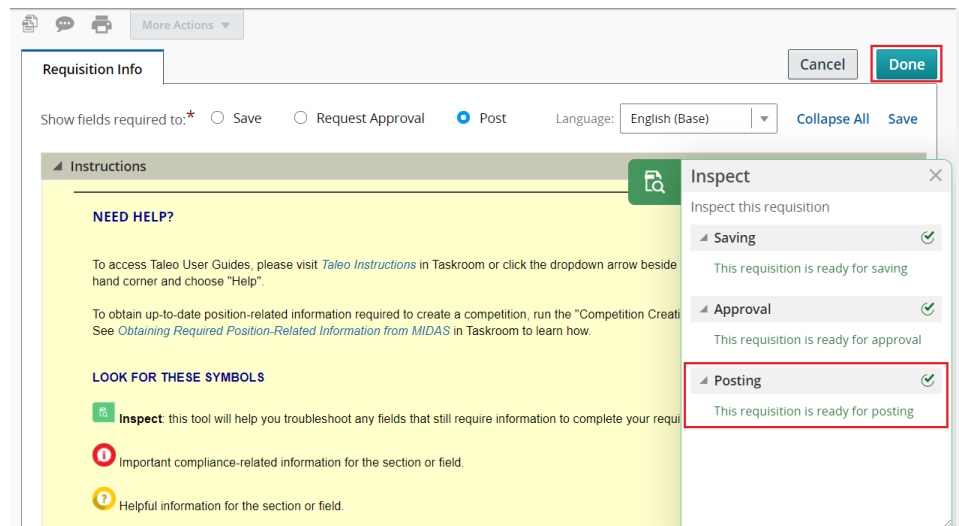 More Actions
Requisition Info
Cancel
Done
Show fields required to:* Save Request Approval Post Language: English (Base) Collapse All Save
Instructions
NEED HELP?
To access Taleo User Guides, please visit Taleo Instructions in Taskroom or click the dropdown arrow beside
hand corner and choose "Help".
To obtain up-to-date position-related information required to create a competition, run the "Competition Creati
See Obtaining Required Position-Related Information from MIDAS in Taskroom to learn how.
LOOK FOR THESE SYMBOLS
Inspect: this tool will help you troubleshoot any fields that still require information to complete your requi
Important compliance-related information for the section or field.
? Helpful information for the section or field.
Inspect
Inspect this requisition
Saving
This requisition is ready for saving
Approval
This requisition is ready for approval
Posting
This requisition is ready for posting